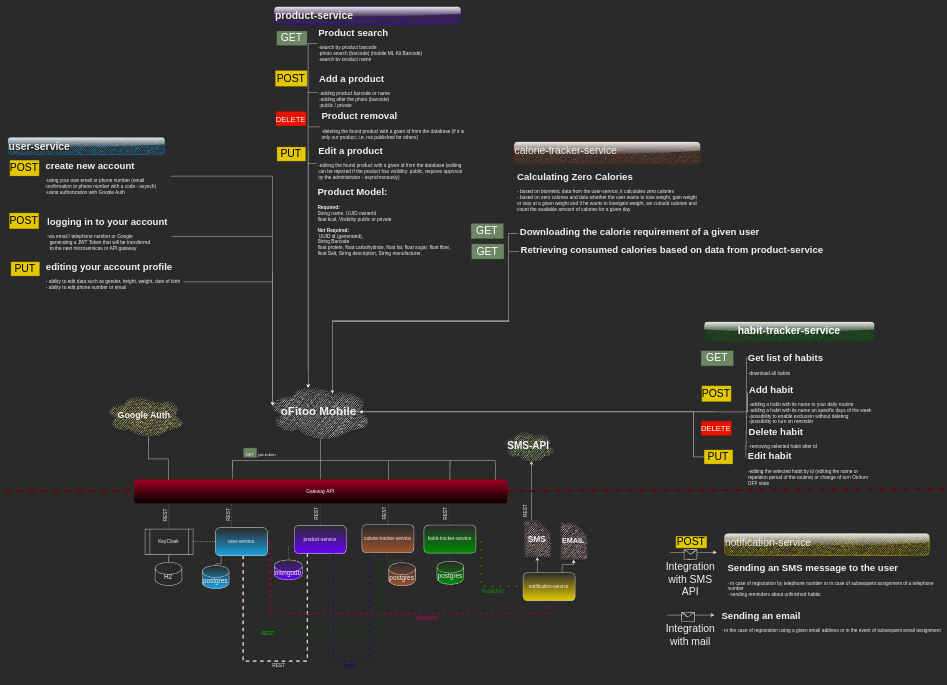 product-service
GET
Product search
-search by product barcode
-photo search (barcode) (mobile ML Kit Barcode)
-search by product name
POST
Add a product
-adding product barcode or name
-adding after the photo (barcode)
-public / private
DELETE
Product removal
-deleting the found product with a given id from the database (if it is
only our product, i.e. not published for others)
PUT
Edit a product
-editing the found product with a given id from the database (editing
can be rejected if the product has visibility: public, requires approval
by the administrator - asynchronously)
Product Model:
Required:
String name, UUID ownerId
float kcal, Visibility public or private
Not Required:
UUID id (generated),
String Barcode
float protein, float carbohydrate, float fat, float sugar, float fiber,
float Salt, String description, String manufacturer,
user-service
POST
create new account
-using your own email or phone number (email
confirmation or phone number with a code - asynch)
-using authorization with Google Auth
POST
logging in to your account
-via email / telephone number or Google
generating a JWT Token that will be transferred
to the next microservices or API gateway
PUT
editing your account profile
- ability to edit data such as gender, height, weight, date of birth
- ability to edit phone number or email
calorie-tracker-service
Calculating Zero Calories
- based on biometric data from the user-service, it calculates zero calories
- based on zero calories and data whether the user wants to lose weight, gain weight
or stay at a given weight and if he wants to lose/gain weight, we cut/add calories and
count the available amount of calories for a given day
GET
Downloading the calorie requirement of a given user
GET
Retrieving consumed calories based on data from product-service
habit-tracker-service
GET
Get list of habits
-download all habits
POST
Add habit
-adding a habit with its name to your daily routine
-adding a habit with its name on specific days of the week
-possibility to enable exclusion without deleting
-possibility to turn on reminder
DELETE
Delete habit
-removing selected habit after id
PUT
Edit habit
-editing the selected habit by id (editing the name or
repetition period of the routine) or change of turn On/turn
OFF state
Google Auth
oFitoo Mobile
SMS-API
GET
jwt-token
Gateway API
REST
REST
REST
REST
REST
REST
KeyCloak
user-service
product-service
calorie-tracker-service
habit-tracker-service
SMS
EMAIL
H2
postgres
mongodb
postgres
postgres
notification-service
RabbitMQ
RabbitMQ
REST
REST
REST
POST
notification-service
Integration
with SMS
API
Sending an SMS message to the user
- in case of registration by telephone number or in case of subsequent assignment of a telephone
number
- sending reminders about unfinished habits
Integration
with mail
Sending an email
- in the case of registration using a given email address or in the event of subsequent email assignment